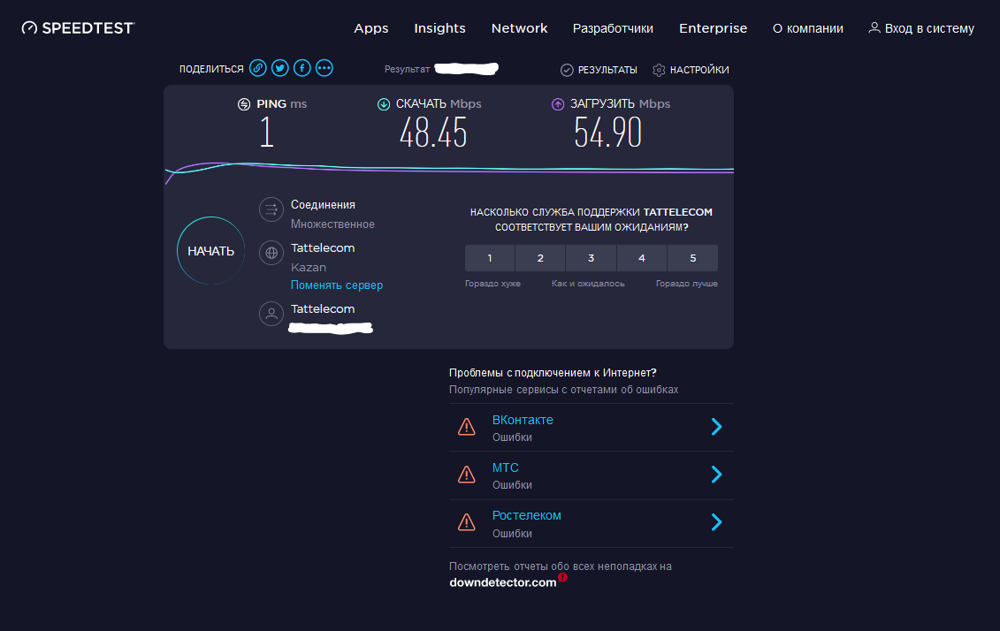 SPEEDTEST
Apps Insights Network Разработчики Enterprise О компании Вход в систему
ПОДЕЛИТЬСЯ Результат РЕЗУЛЬТАТЫ НАСТРОЙКИ
PING ms СКАЧАТЬ Mbps ЗАГРУЗИТЬ Mbps
1 48.45 54.90
НАЧАТЬ
Соединения
Множественное
Tattelecom
Kazan
Поменять сервер
Tattelecom
НАСКОЛЬКО СЛУЖБА ПОДДЕРЖКИ TATTELECOM
СООТВЕТСТВУЕТ ВАШИМ ОЖИДАНИЯМ?
1 2 3 4 5
Гораздо хуже Как и ожидалось Гораздо лучше
Проблемы с подключением к Интернет?
Популярные сервисы с отчетами об ошибках
ВКонтакте
Ошибки
МТС
Ошибки
Ростелеком
Ошибки
Посмотреть отчеты обо всех неполадках на
downdetector.com